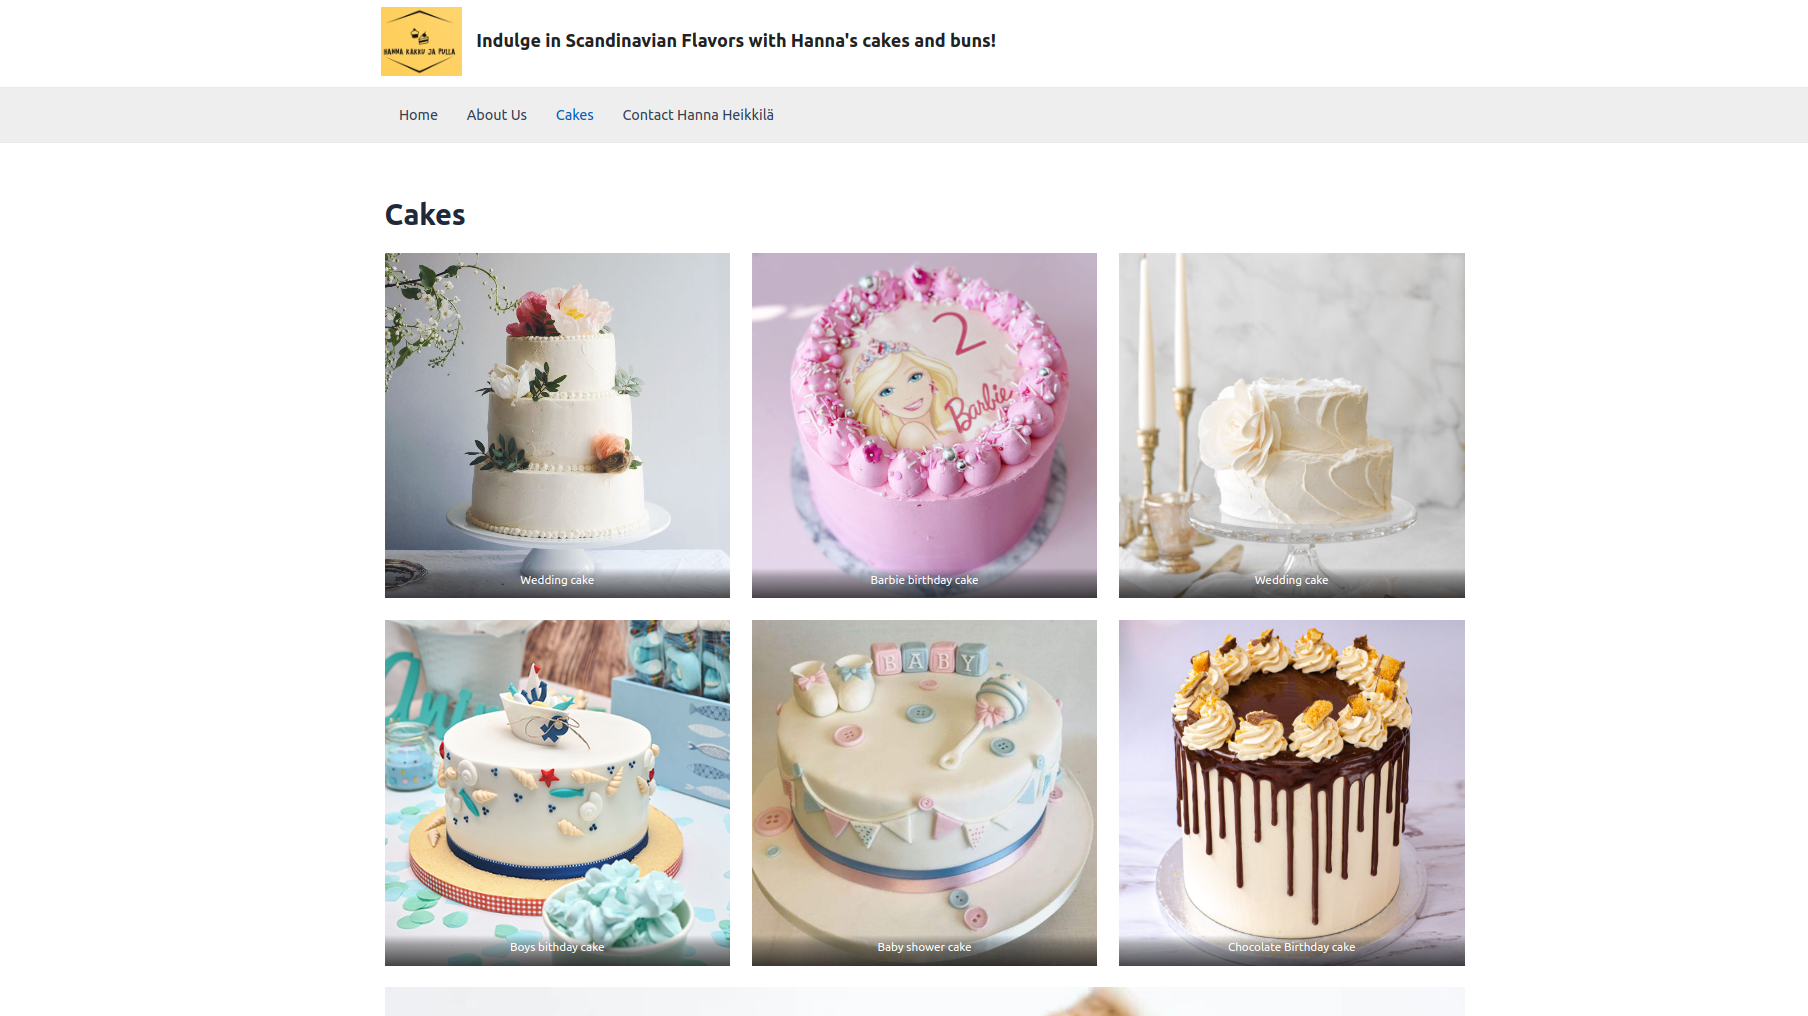 HANNA KAKKU JA PULLA
Indulge in Scandinavian Flavors with Hanna's cakes and buns!
Home
About Us
Cakes
Contact Hanna Heikkilä
Cakes
2
Barbie
Wedding cake
Barbie birthday cake
Wedding cake
BABY
Boys bithday cake
Baby shower cake
Chocolate Birthday cake